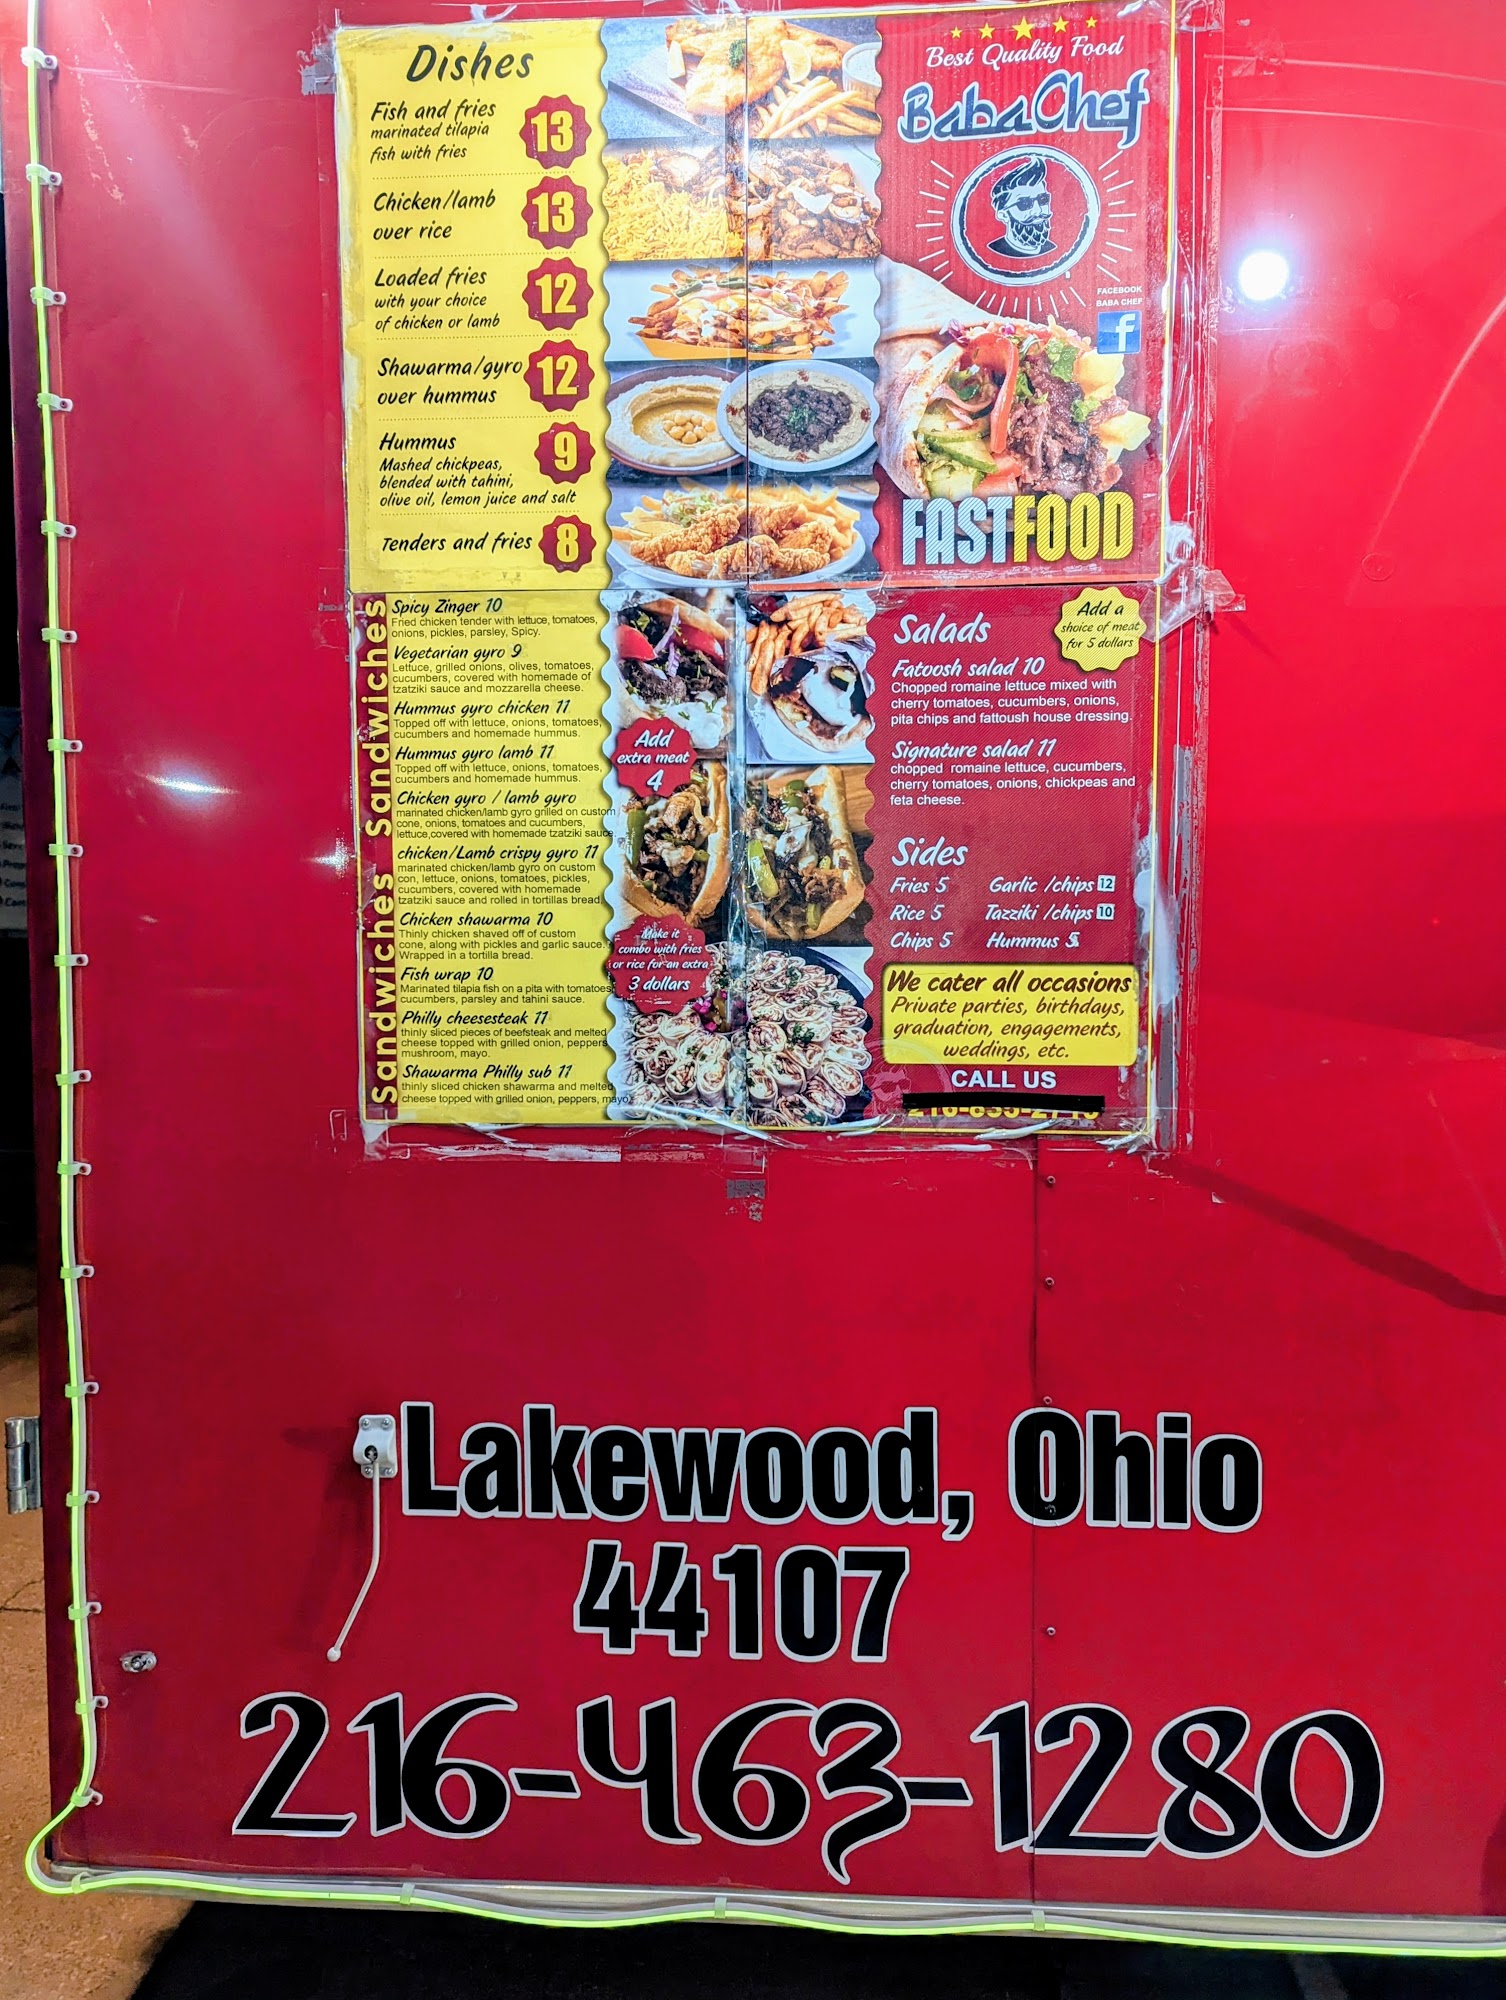 Dishes
Fish and fries
marinated tilapia
fish with fries
13
Chicken/lamb
over rice
13
Loaded fries
with your choice
of chicken or lamb
12
Shawarma/gyro
over hummus
12
Hummus
Mashed chickpeas,
blended with tahini,
olive oil, lemon juice and salt
9
Tenders and fries
8
Best Quality Food
Baba Chef
FACEBOOK
BABA CHEF
f
FASTFOOD
Sandwiches Sandwiches
Spicy Zinger 10
Fried chicken tender with lettuce, tomatoes,
onions, pickles, parsley, Spicy.
Vegetarian gyro 9
Lettuce, grilled onions, olives, tomatoes,
cucumbers, covered with homemade of
tzatziki sauce and mozzarella cheese.
Hummus gyro chicken 11
Topped off with lettuce, onions, tomatoes,
cucumbers and homemade hummus.
Hummus gyro lamb 11
Topped off with lettuce, onions, tomatoes,
cucumbers and homemade hummus.
Chicken gyro / lamb gyro
marinated chicken/lamb gyro grilled on custom
cone, onions, tomatoes and cucumbers,
lettuce,covered with homemade tzatziki sauce.
chicken/Lamb crispy gyro 11
marinated chicken/lamb gyro on custom
con, lettuce, onions, tomatoes, pickles,
cucumbers, covered with homemade
tzatziki sauce and rolled in tortillas bread.
Chicken shawarma 10
Thinly chicken shaved off of custom
cone, along with pickles and garlic sauce.
Wrapped in a tortilla bread.
Fish wrap 10
Marinated tilapia fish on a pita with tomatoes,
cucumbers, parsley and tahini sauce.
Philly cheesesteak 11
thinly sliced pieces of beefsteak and melted
cheese topped with grilled onion, peppers,
mushroom, mayo.
Shawarma Philly sub 11
thinly sliced chicken shawarma and melted
cheese topped with grilled onion, peppers, mayo.
Add
extra meat
4
Make it
combo with fries
or rice for an extra
3 dollars
Salads
Add a
shoice of meat
for 5 dollars
Fatoosh salad 10
Chopped romaine lettuce mixed with
cherry tomatoes, cucumbers, onions,
pita chips and fattoush house dressing.
Signature salad 11
chopped romaine lettuce, cucumbers,
cherry tomatoes, onions, chickpeas and
feta cheese.
Sides
Fries 5 Garlic /chips 12
Rice 5 Tazziki /chips 10
Chips 5 Hummus 5
We cater all occasions
Private parties, birthdays,
graduation, engagements,
weddings, etc.
CALL US
Lakewood, Ohio
44107
216-463-1280